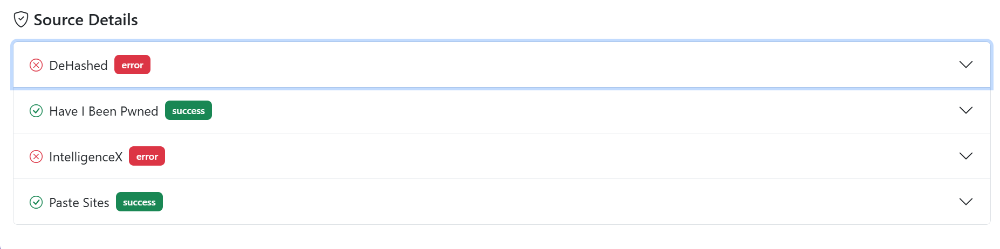 Source Details
DeHashed error
Have I Been Pwned success
IntelligenceX error
Paste Sites success